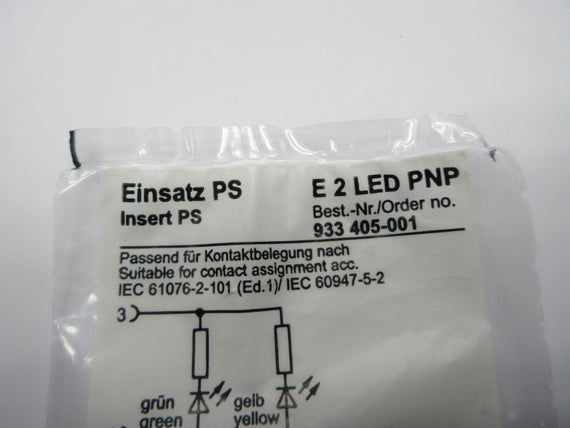 Einsatz PS
Insert PS
E 2 LED PNP
Best.-Nr./Order no.
933 405-001
Passend für Kontaktbelegung nach
Suitable for contact assignment acc.
IEC 61076-2-101 (Ed.1)/ IEC 60947-5-2
3
grün
green
gelb
yellow